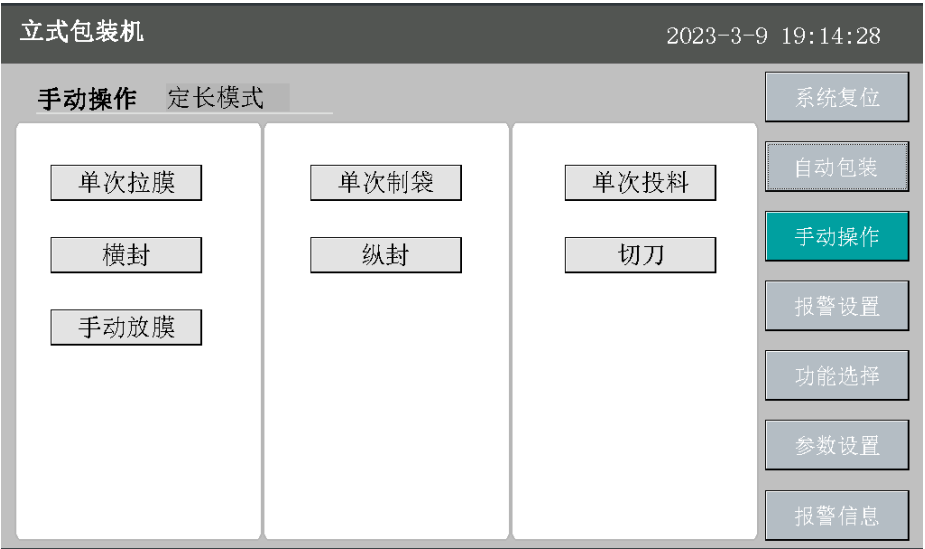 立式包装机
2023-3-9 19:14:28
手动操作 定长模式
单次拉膜 单次制袋 单次投料
横封 纵封 切刀
手动放膜
系统复位
自动包装
手动操作
报警设置
功能选择
参数设置
报警信息